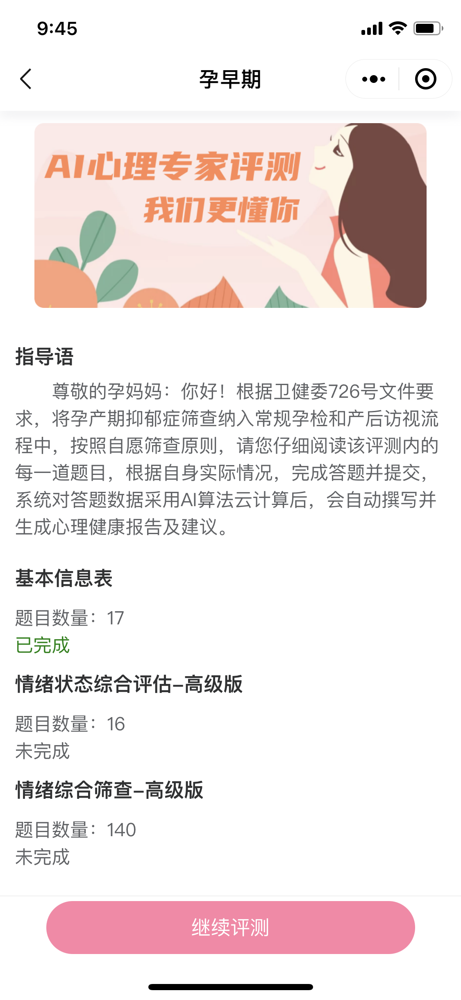 9:45
孕早期
AI心理专家评测
我们更懂你
指导语
尊敬的孕妈妈：你好！根据卫健委726号文件要
求，将孕产期抑郁症筛查纳入常规孕检和产后访视流
程中，按照自愿筛查原则，请您仔细阅读该评测内的
每一道题目，根据自身实际情况，完成答题并提交，
系统对答题数据采用AI算法云计算后，会自动撰写并
生成心理健康报告及建议。
基本信息表
题目数量：17
已完成
情绪状态综合评估–高级版
题目数量：16
未完成
情绪综合筛查–高级版
题目数量：140
未完成
继续评测